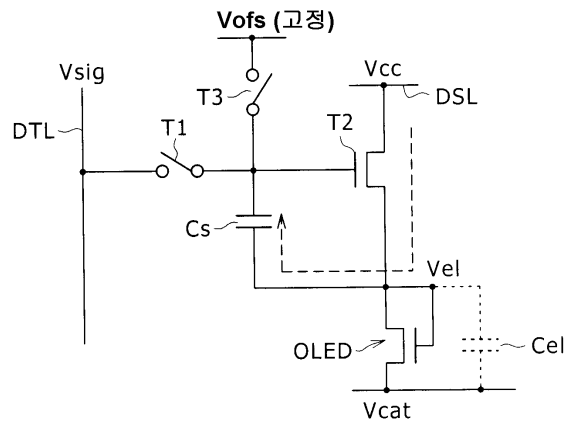 Vofs (고정)
Vsig
Vcc
T3
DSL
DTL
T1
T2
Cs
Vel
OLED
Cel
Vcat